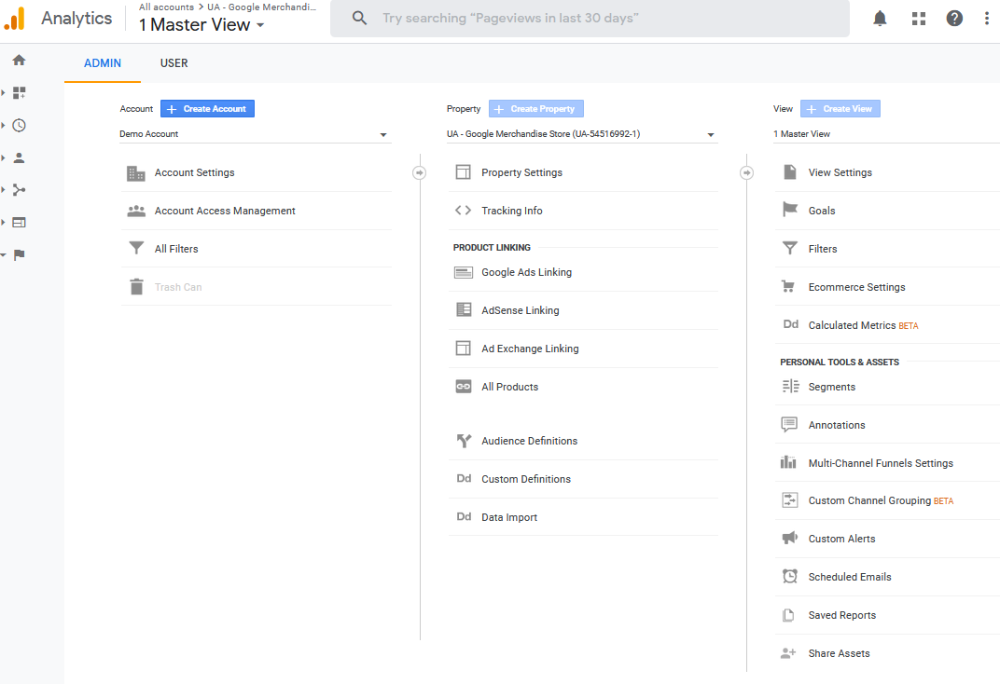 Analytics
All accounts > UA - Google Merchandi...
1 Master View
Try searching “Pageviews in last 30 days”
ADMIN
USER
Account
+ Create Account
Demo Account
Account Settings
Account Access Management
All Filters
Trash Can
Property
+ Create Property
UA - Google Merchandise Store (UA-54516992-1)
Property Settings
Tracking Info
PRODUCT LINKING
Google Ads Linking
AdSense Linking
Ad Exchange Linking
All Products
Audience Definitions
Dd Custom Definitions
Dd Data Import
View
+ Create View
1 Master View
View Settings
Goals
Filters
Ecommerce Settings
Dd Calculated Metrics BETA
PERSONAL TOOLS & ASSETS
Segments
Annotations
Multi-Channel Funnels Settings
Custom Channel Grouping BETA
Custom Alerts
Scheduled Emails
Saved Reports
Share Assets